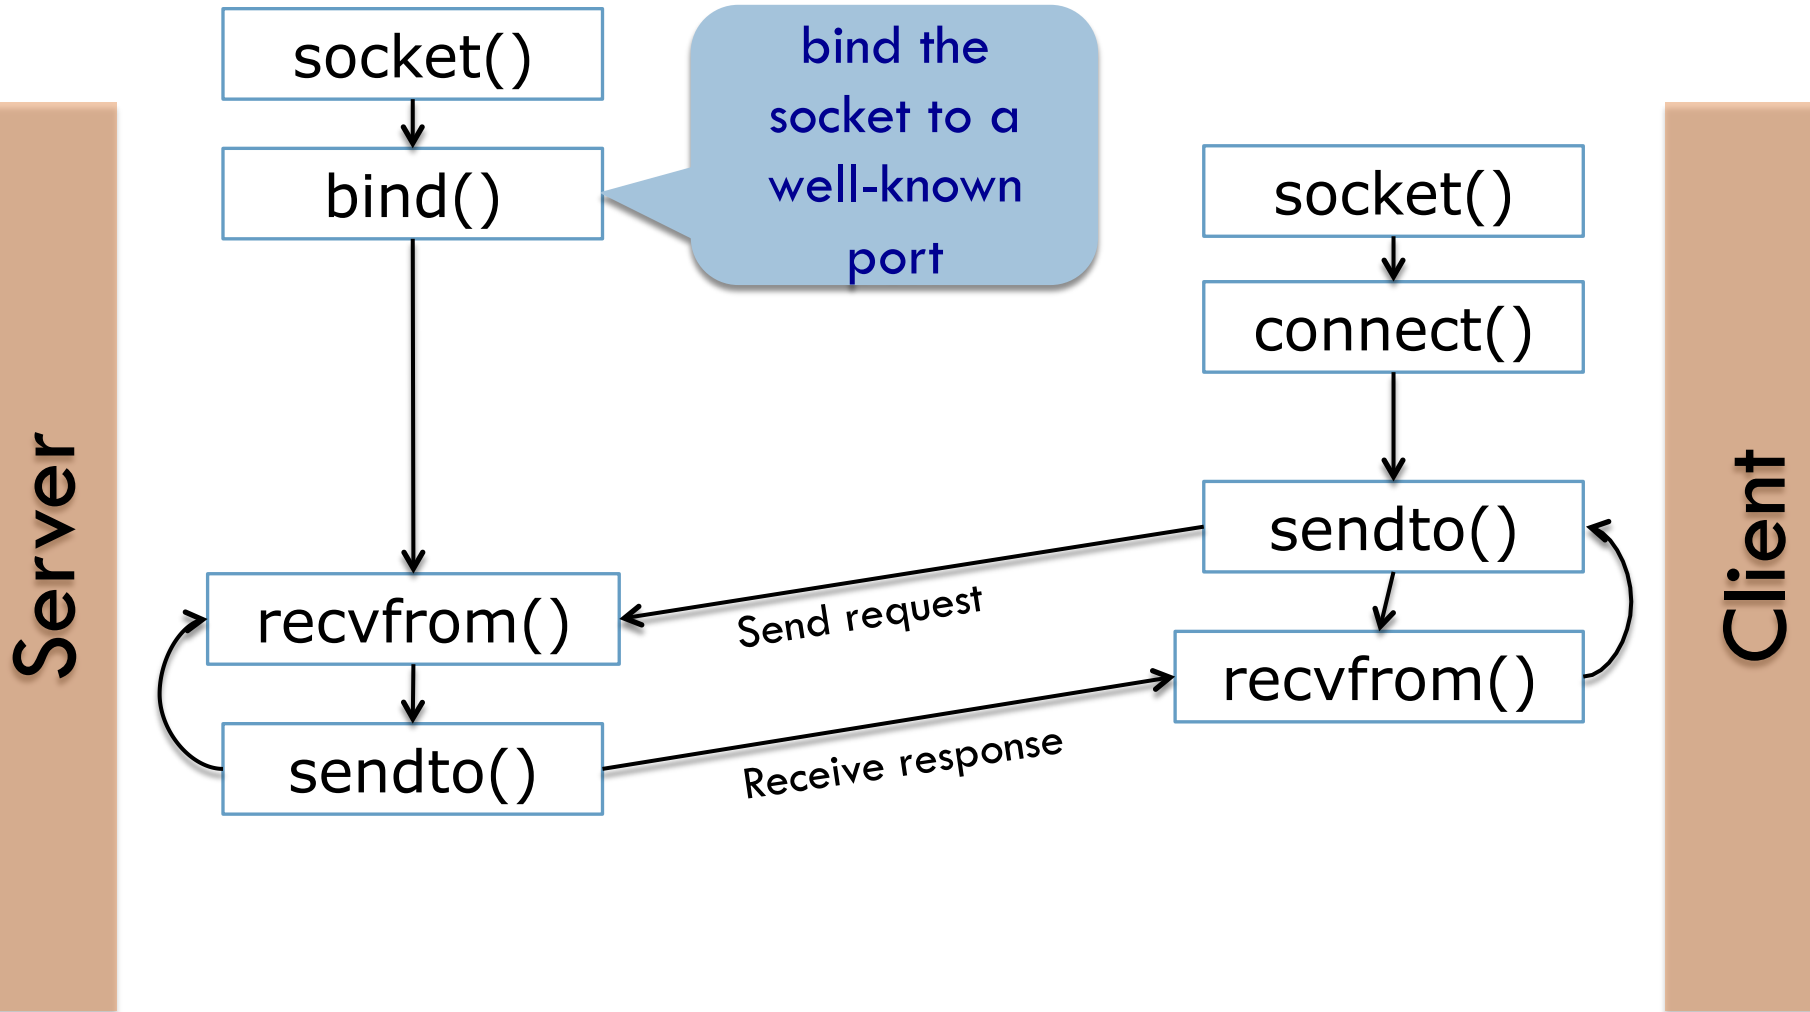 Server
socket()
bind()
bind the
socket to a
well-known
port
recvfrom()
sendto()
Send request
Receive response
socket()
connect()
sendto()
recvfrom()
Client